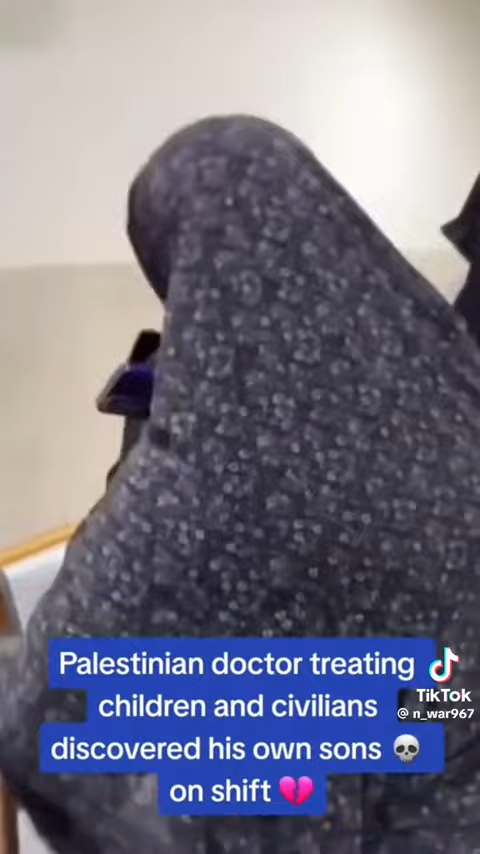 Palestinian doctor treating
children and civilians
discovered his own sons 💀
on shift 💔
TikTok
@ n_war967